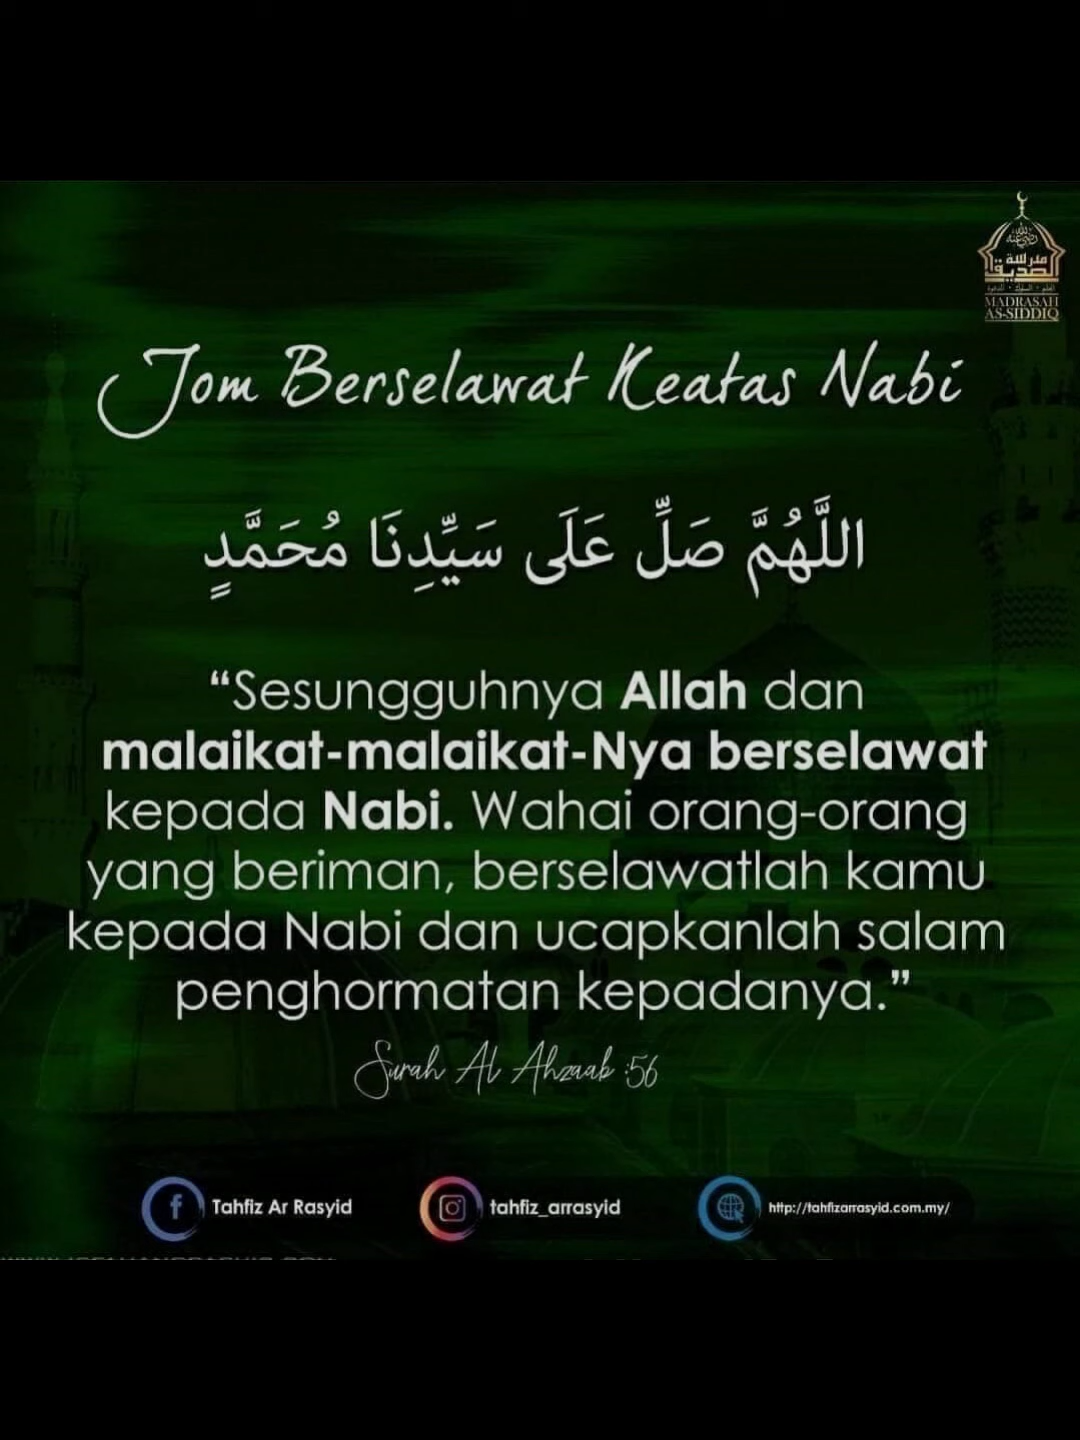 مدرسة
الصديق
MADRASAH
AS-SIDDIQ
Jom Berselawat Keatas Nabi
اللَّهُمَّ صَلِّ عَلَى سَيِّدِنَا مُحَمَّدٍ
“Sesungguhnya Allah dan
malaikat-malaikat-Nya berselawat
kepada Nabi. Wahai orang-orang
yang beriman, berselawatlah kamu
kepada Nabi dan ucapkanlah salam
penghormatan kepadanya.”
Surah Al Ahzaab :56
Tahfiz Ar Rasyid
tahfiz_arrasyid
http://tahfizarrasyid.com.my/